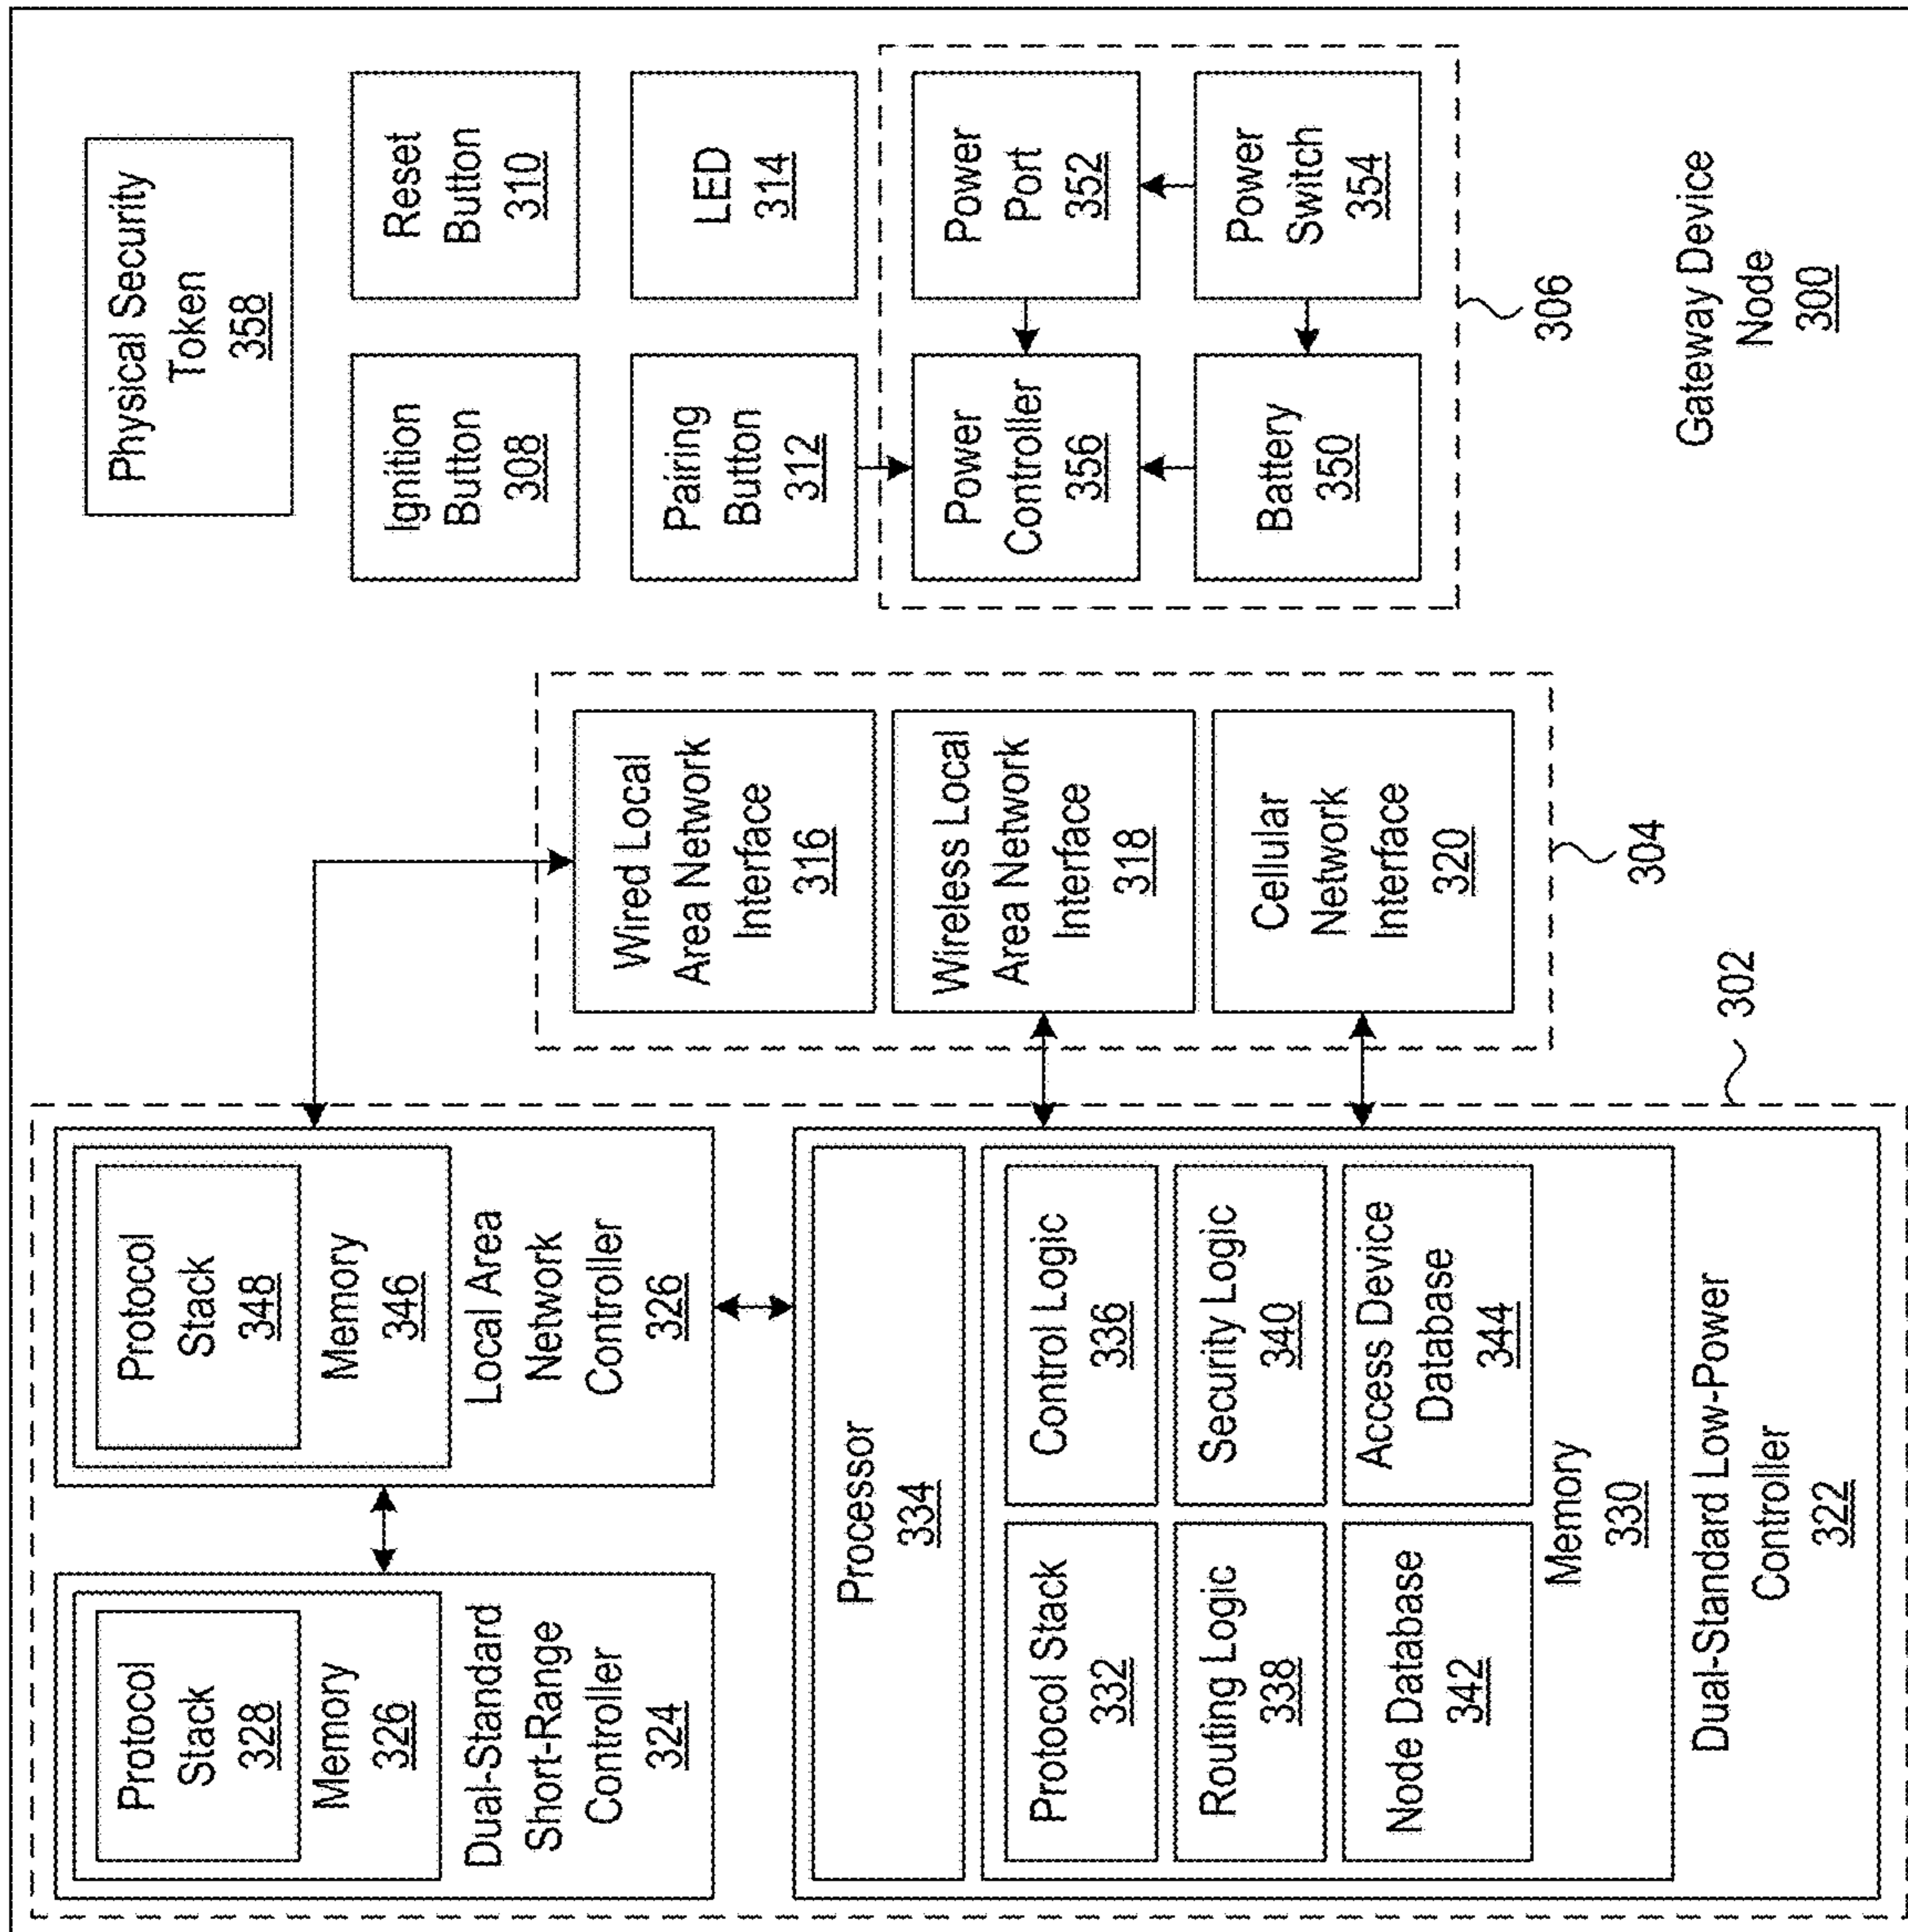 Protocol
Stack
328
Memory
326
Dual-Standard
Short-Range
Controller
324
Protocol
Stack
348
Memory
346
Local Area
Network
Controller
326
Processor
334
Protocol Stack
332
Control Logic
336
Routing Logic
338
Security Logic
340
Node Database
342
Access Device
Database
344
Memory
330
Dual-Standard Low-Power
Controller
322
302
Wired Local
Area Network
Interface
316
Wireless Local
Area Network
Interface
318
Cellular
Network
Interface
320
304
Physical Security
Token
358
Ignition
Button
308
Reset
Button
310
Pairing
Button
312
LED
314
Power
Controller
356
Power
Port
352
Battery
350
Power
Switch
354
306
Gateway Device
Node
300